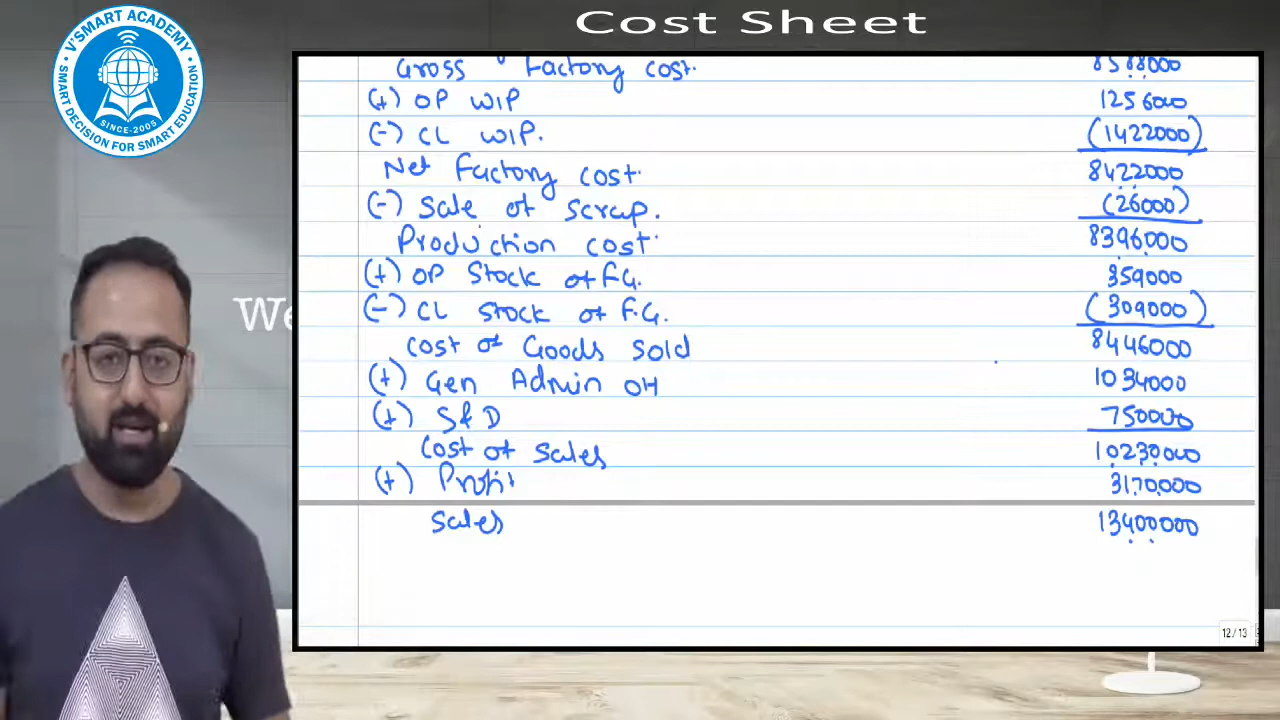 Cost Sheet
V'SMART ACADEMY
SINCE-2005
SMART DECISION FOR SMART EDUCATION
We
Gross Factory cost. 8588000
(+) OP WIP 1256000
(-) CL WIP. (1422000)
Net Factory cost. 8422000
(-) Sale of Scrap. (26000)
Production cost. 8396000
(+) OP Stock of F.G. 359000
(-) CL Stock of F.G. (309000)
Cost of Goods Sold 8446000
(+) Gen Admin OH 1034000
(+) S&D 750000
Cost of Sales 10230000
(+) Profit 3170000
Sales 13400000
12/13